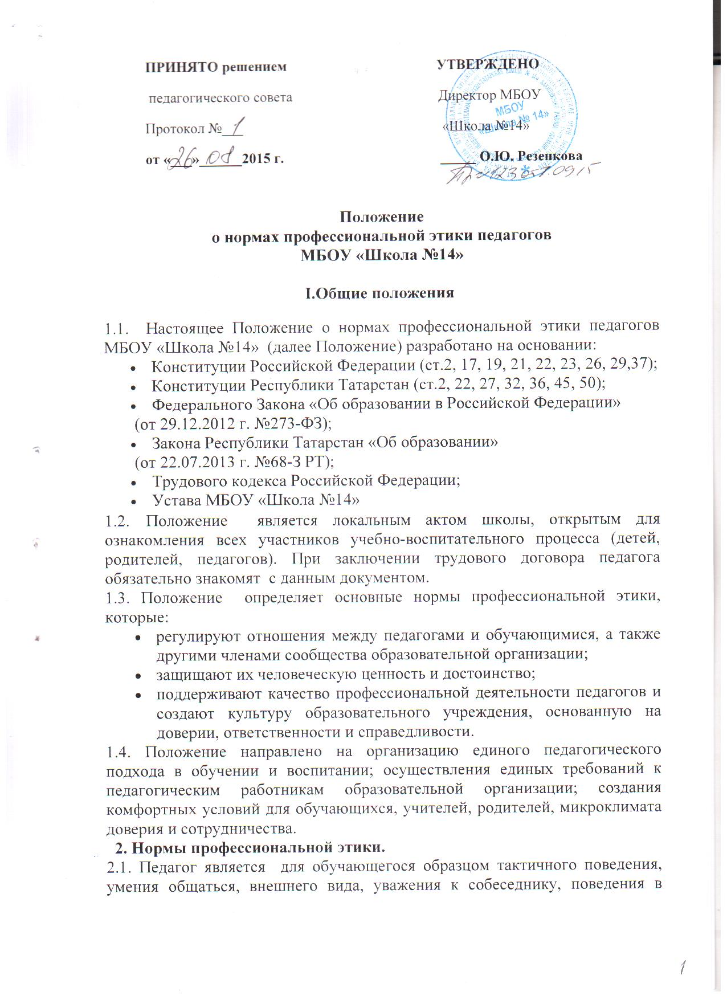 ПРИНЯТО решением
УТВЕРЖДЕНО
педагогического совета
Директор МБОУ
Протокол № 1
«Школа №14»
от «26» 08 2015 г.
______ О.Ю. Резенкова
МБОУ
«Школа № 14»
Положение
о нормах профессиональной этики педагогов
МБОУ «Школа №14»
I.Общие положения
1.1. Настоящее Положение о нормах профессиональной этики педагогов
МБОУ «Школа №14» (далее Положение) разработано на основании:
• Конституции Российской Федерации (ст.2, 17, 19, 21, 22, 23, 26, 29,37);
• Конституции Республики Татарстан (ст.2, 22, 27, 32, 36, 45, 50);
• Федерального Закона «Об образовании в Российской Федерации»
(от 29.12.2012 г. №273-ФЗ);
• Закона Республики Татарстан «Об образовании»
(от 22.07.2013 г. №68-З РТ);
• Трудового кодекса Российской Федерации;
• Устава МБОУ «Школа №14»
1.2. Положение является локальным актом школы, открытым для
ознакомления всех участников учебно-воспитательного процесса (детей,
родителей, педагогов). При заключении трудового договора педагога
обязательно знакомят с данным документом.
1.3. Положение определяет основные нормы профессиональной этики,
которые:
• регулируют отношения между педагогами и обучающимися, а также
другими членами сообщества образовательной организации;
• защищают их человеческую ценность и достоинство;
• поддерживают качество профессиональной деятельности педагогов и
создают культуру образовательного учреждения, основанную на
доверии, ответственности и справедливости.
1.4. Положение направлено на организацию единого педагогического
подхода в обучении и воспитании; осуществления единых требований к
педагогическим работникам образовательной организации; создания
комфортных условий для обучающихся, учителей, родителей, микроклимата
доверия и сотрудничества.
2. Нормы профессиональной этики.
2.1. Педагог является для обучающегося образцом тактичного поведения,
умения общаться, внешнего вида, уважения к собеседнику, поведения в
1